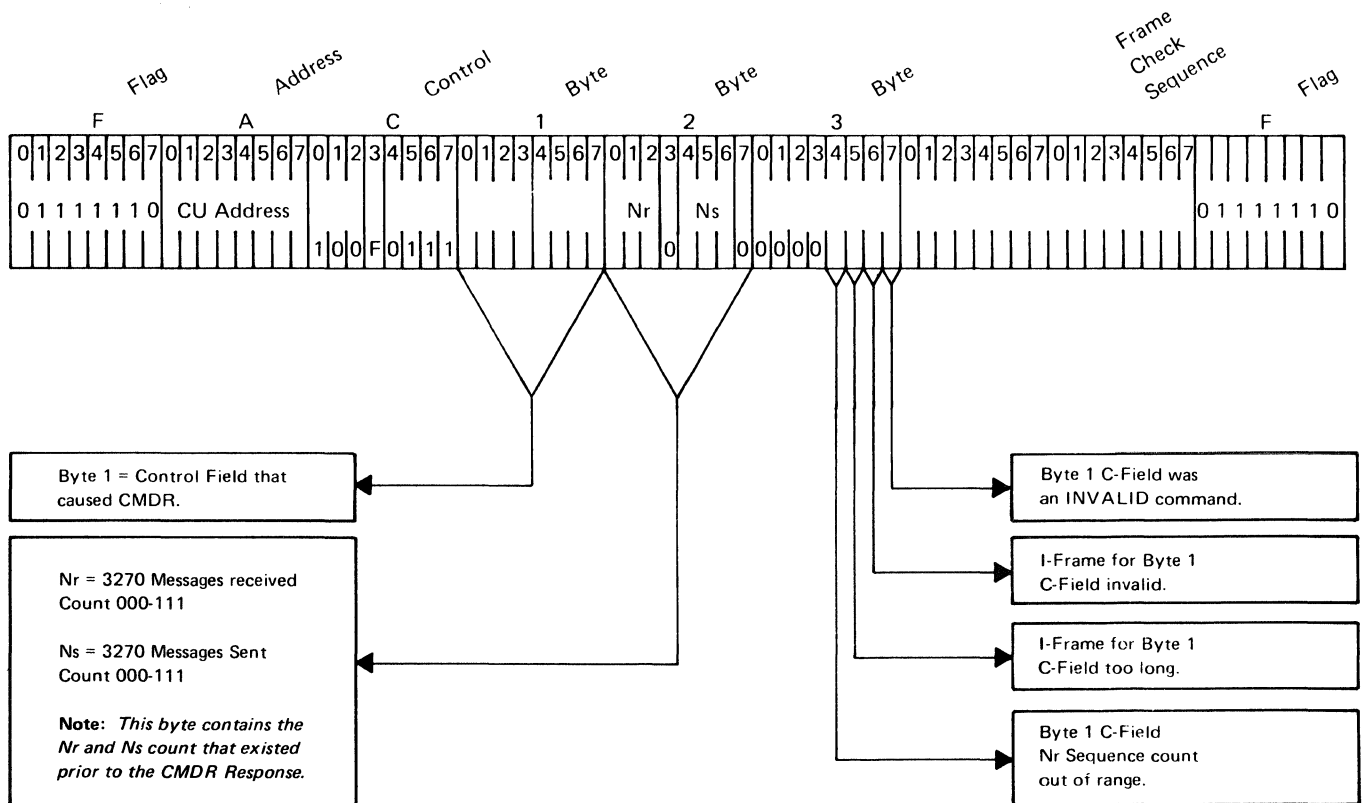 Flag Address Control Byte Byte Byte Frame Check Sequence Flag
F A C 1 2 3 F
0 1 2 3 4 5 6 7 0 1 2 3 4 5 6 7 0 1 2 3 4 5 6 7 0 1 2 3 4 5 6 7 0 1 2 3 4 5 6 7 0 1 2 3 4 5 6 7 0 1 2 3 4 5 6 7 0 1 2 3 4 5 6 7
0 1 1 1 1 1 1 0 CU Address Nr Ns 0 1 1 1 1 1 1 0
1 0 0 F 0 1 1 1 0 0 0 0 0 0
Byte 1 = Control Field that
caused CMDR.
Nr = 3270 Messages received
Count 000-111
Ns = 3270 Messages Sent
Count 000-111
Note: This byte contains the
Nr and Ns count that existed
prior to the CMDR Response.
Byte 1 C-Field was
an INVALID command.
I-Frame for Byte 1
C-Field invalid.
I-Frame for Byte 1
C-Field too long.
Byte 1 C-Field
Nr Sequence count
out of range.